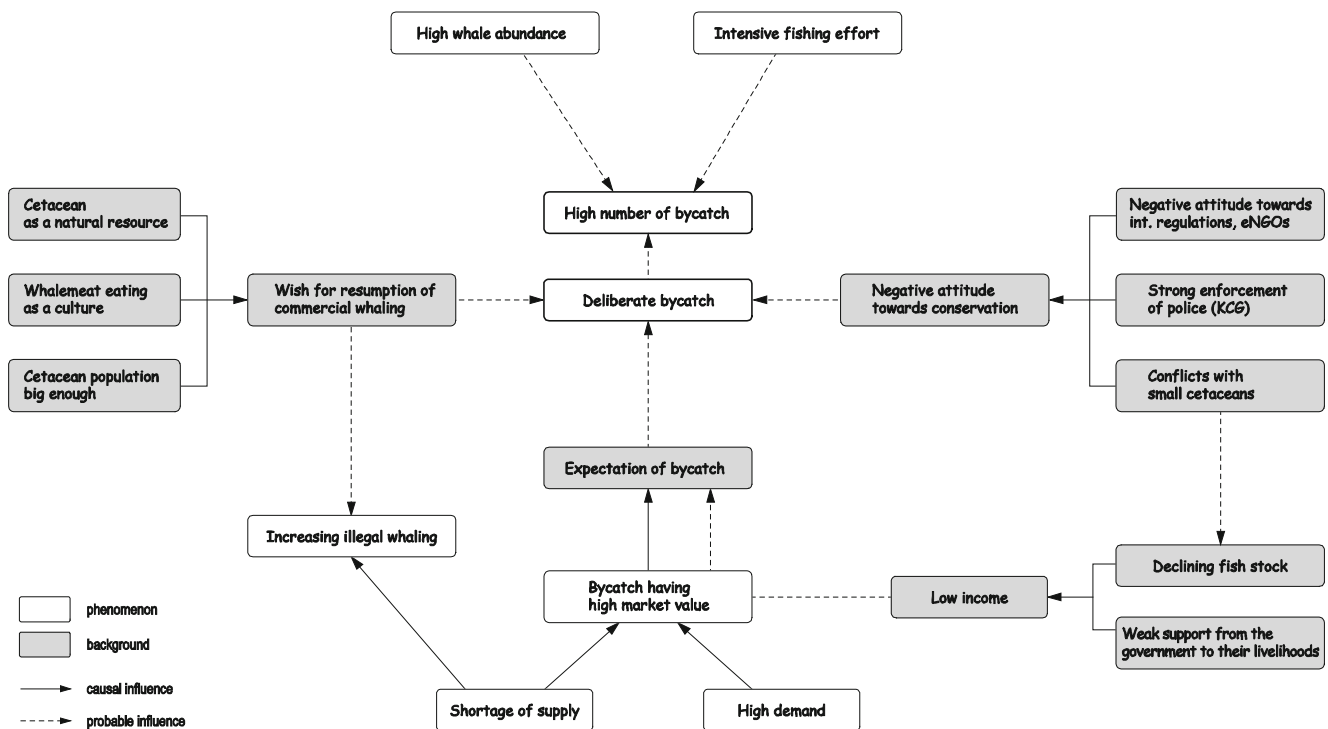 High whale abundance
Intensive fishing effort
High number of bycatch
Cetacean
as a natural resource
Whalemeat eating
as a culture
Cetacean population
big enough
Wish for resumption of
commercial whaling
Deliberate bycatch
Negative attitude
towards conservation
Negative attitude towards
int. regulations, eNGOs
Strong enforcement
of police (KCG)
Conflicts with
small cetaceans
Expectation of bycatch
Increasing illegal whaling
Bycatch having
high market value
Low income
Declining fish stock
Weak support from the
government to their livelihoods
Shortage of supply
High demand
phenomenon
background
causal influence
probable influence